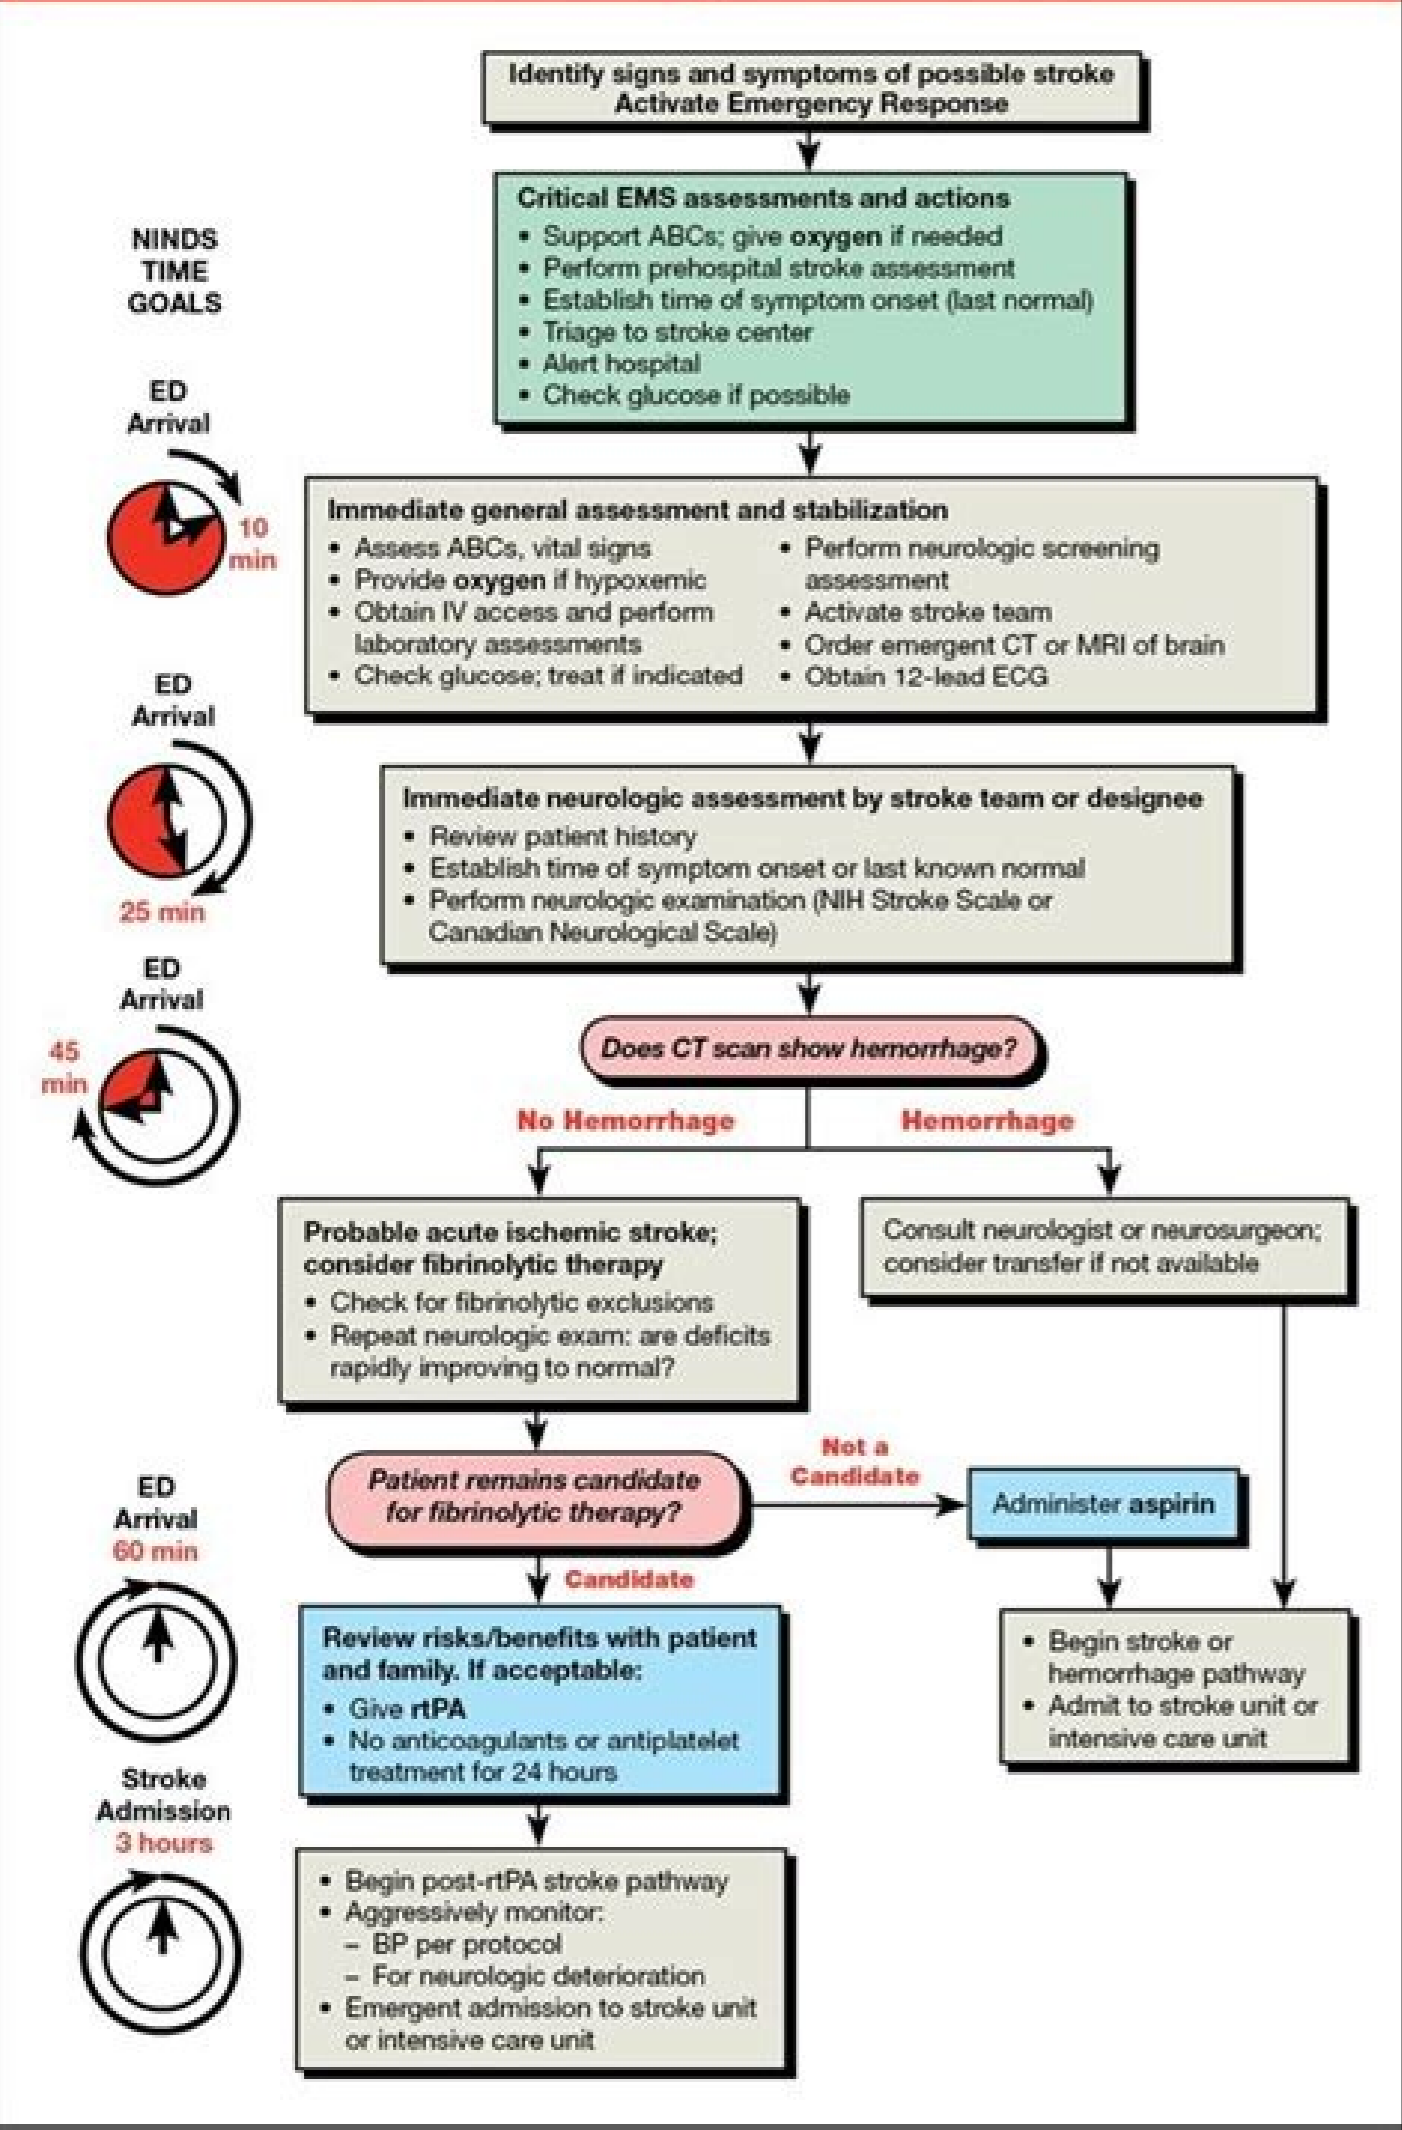 Identify signs and symptoms of possible stroke
Activate Emergency Response
Critical EMS assessments and actions
• Support ABCs; give oxygen if needed
• Perform prehospital stroke assessment
• Establish time of symptom onset (last normal)
• Triage to stroke center
• Alert hospital
• Check glucose if possible
NINDS
TIME
GOALS
ED
Arrival
10
min
Immediate general assessment and stabilization
• Assess ABCs, vital signs
• Provide oxygen if hypoxemic
• Obtain IV access and perform
laboratory assessments
• Check glucose; treat if indicated
• Perform neurologic screening
assessment
• Activate stroke team
• Order emergent CT or MRI of brain
• Obtain 12-lead ECG
ED
Arrival
25 min
Immediate neurologic assessment by stroke team or designee
• Review patient history
• Establish time of symptom onset or last known normal
• Perform neurologic examination (NIH Stroke Scale or
Canadian Neurological Scale)
ED
Arrival
45
min
Does CT scan show hemorrhage?
No Hemorrhage
Hemorrhage
Probable acute ischemic stroke;
consider fibrinolytic therapy
• Check for fibrinolytic exclusions
• Repeat neurologic exam: are deficits
rapidly improving to normal?
Consult neurologist or neurosurgeon;
consider transfer if not available
Patient remains candidate
for fibrinolytic therapy?
Not a
Candidate
Administer aspirin
ED
Arrival
60 min
Candidate
Review risks/benefits with patient
and family. If acceptable:
• Give rtPA
• No anticoagulants or antiplatelet
treatment for 24 hours
• Begin stroke or
hemorrhage pathway
• Admit to stroke unit or
intensive care unit
Stroke
Admission
3 hours
• Begin post-rtPA stroke pathway
• Aggressively monitor:
– BP per protocol
– For neurologic deterioration
• Emergent admission to stroke unit
or intensive care unit